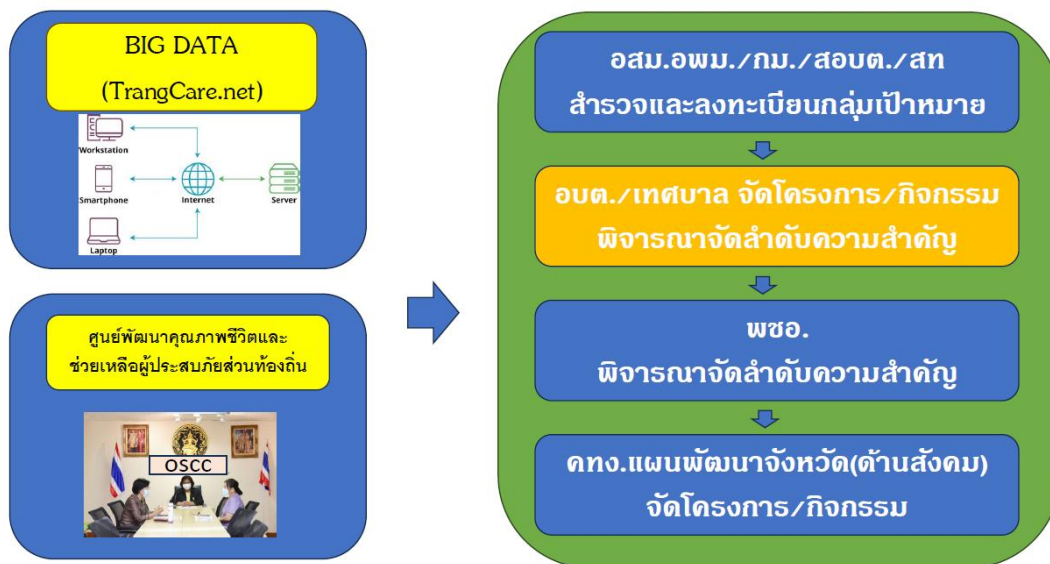 BIG DATA
(TrangCare.net)
Workstation
Smartphone
Internet
Server
Laptop
ศูนย์พัฒนาคุณภาพชีวิตและ
ช่วยเหลือผู้ประสบภัยส่วนท้องถิ่น
OSCC
อสม.อพม./กม./สอบต./สท
สำรวจและลงทะเบียนกลุ่มเป้าหมาย
อบต./เทศบาล จัดโครงการ/กิจกรรม
พิจารณาจัดลำดับความสำคัญ
พชอ.
พิจารณาจัดลำดับความสำคัญ
คทง.แผนพัฒนาจังหวัด(ด้านสังคม)
จัดโครงการ/กิจกรรม